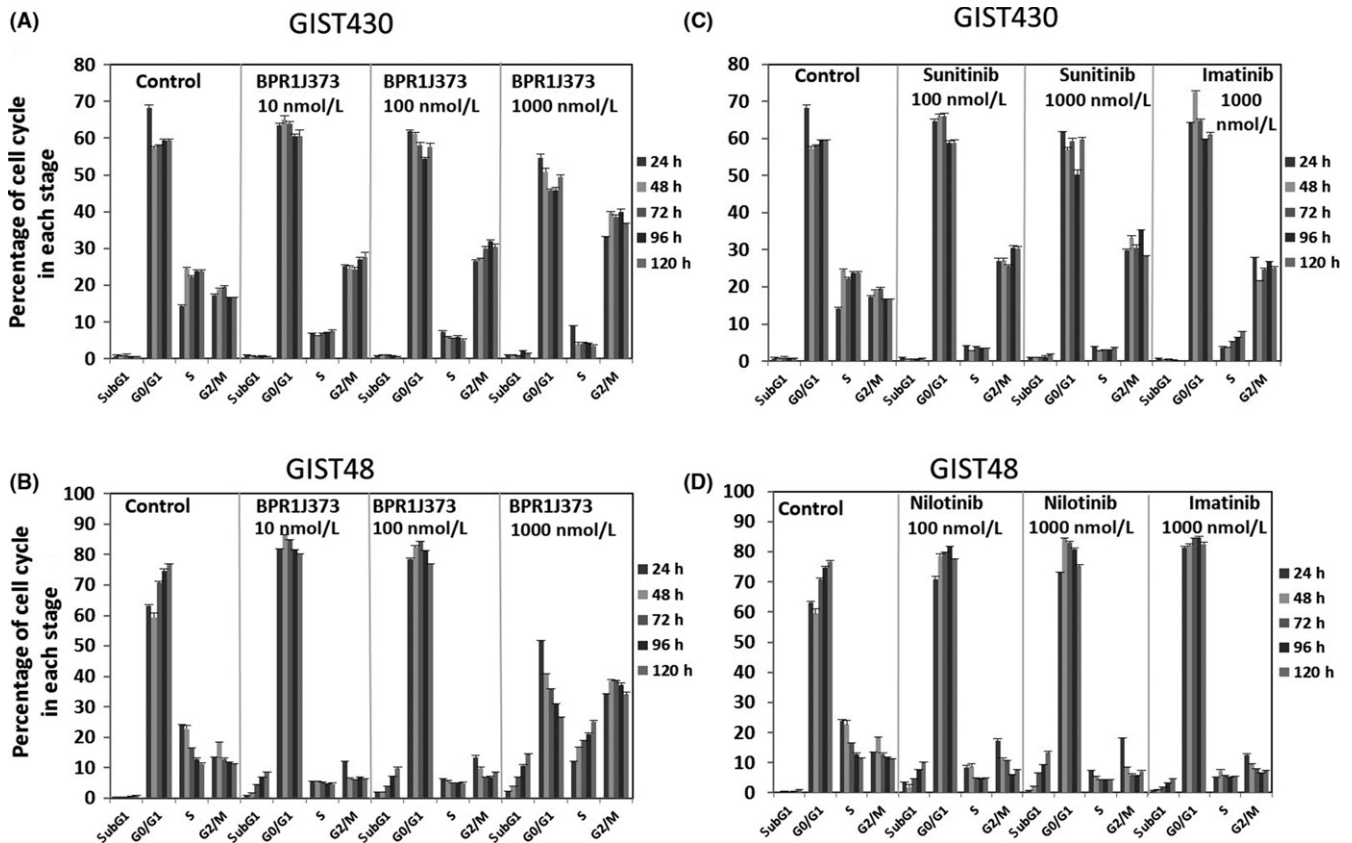 (A)
GIST430
Percentage of cell cycle
in each stage
80
70
60
50
40
30
20
10
0
Control
BPR1J373
10 nmol/L
BPR1J373
100 nmol/L
BPR1J373
1000 nmol/L
SubG1
G0/G1
S
G2/M
SubG1
G0/G1
S
G2/M
SubG1
G0/G1
S
G2/M
SubG1
G0/G1
S
G2/M
24 h
48 h
72 h
96 h
120 h
(C)
GIST430
80
70
60
50
40
30
20
10
0
Control
Sunitinib
100 nmol/L
Sunitinib
1000 nmol/L
Imatinib
1000
nmol/L
SubG1
G0/G1
S
G2/M
SubG1
G0/G1
S
G2/M
SubG1
G0/G1
S
G2/M
SubG1
G0/G1
S
G2/M
24 h
48 h
72 h
96 h
120 h
(B)
GIST48
Percentage of cell cycle
in each stage
100
90
80
70
60
50
40
30
20
10
0
Control
BPR1J373
10 nmol/L
BPR1J373
100 nmol/L
BPR1J373
1000 nmol/L
SubG1
G0/G1
S
G2/M
SubG1
G0/G1
S
G2/M
SubG1
G0/G1
S
G2/M
SubG1
G0/G1
S
G2/M
24 h
48 h
72 h
96 h
120 h
(D)
GIST48
100
90
80
70
60
50
40
30
20
10
0
Control
Nilotinib
100 nmol/L
Nilotinib
1000 nmol/L
Imatinib
1000 nmol/L
SubG1
G0/G1
S
G2/M
SubG1
G0/G1
S
G2/M
SubG1
G0/G1
S
G2/M
SubG1
G0/G1
S
G2/M
24 h
48 h
72 h
96 h
120 h